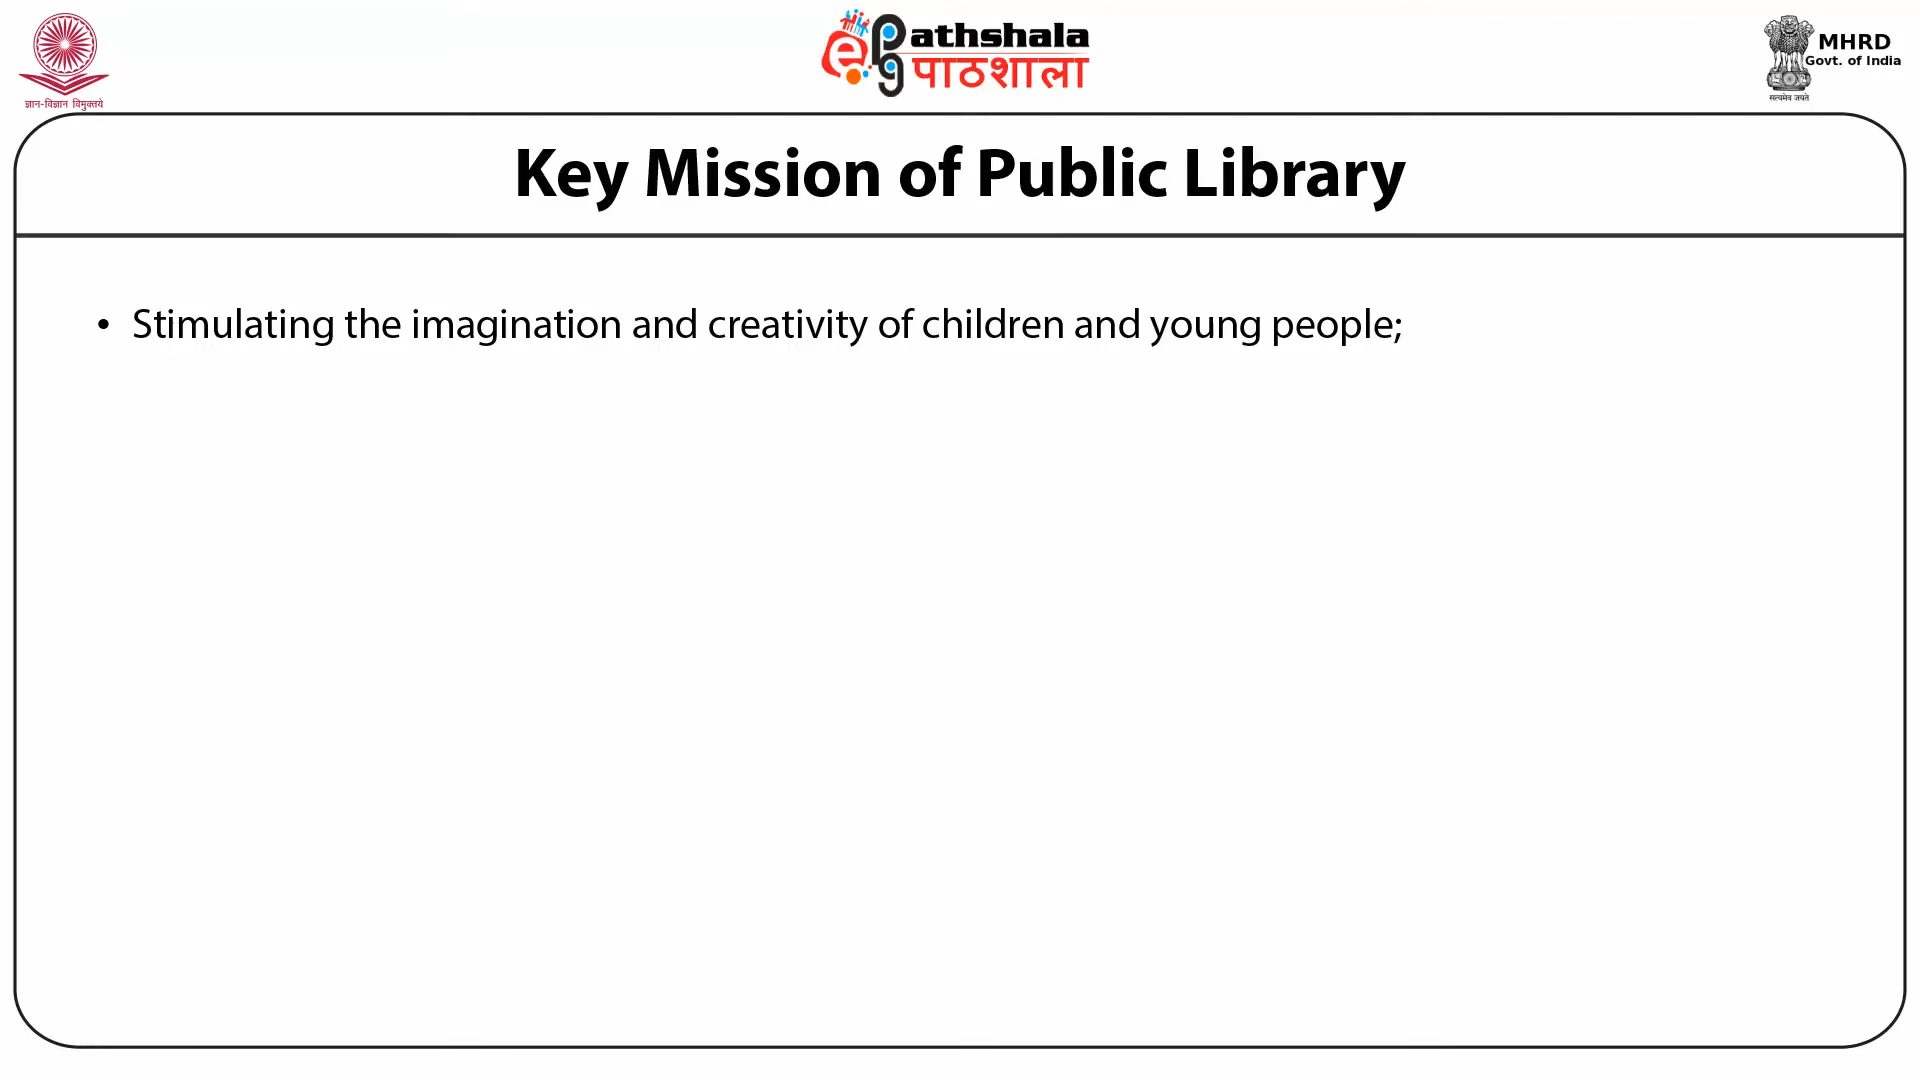 ज्ञान-विज्ञान विमुक्तये
ePathshala
पाठशाला
MHRD
Govt. of India
सत्यमेव जयते
Key Mission of Public Library
• Stimulating the imagination and creativity of children and young people;